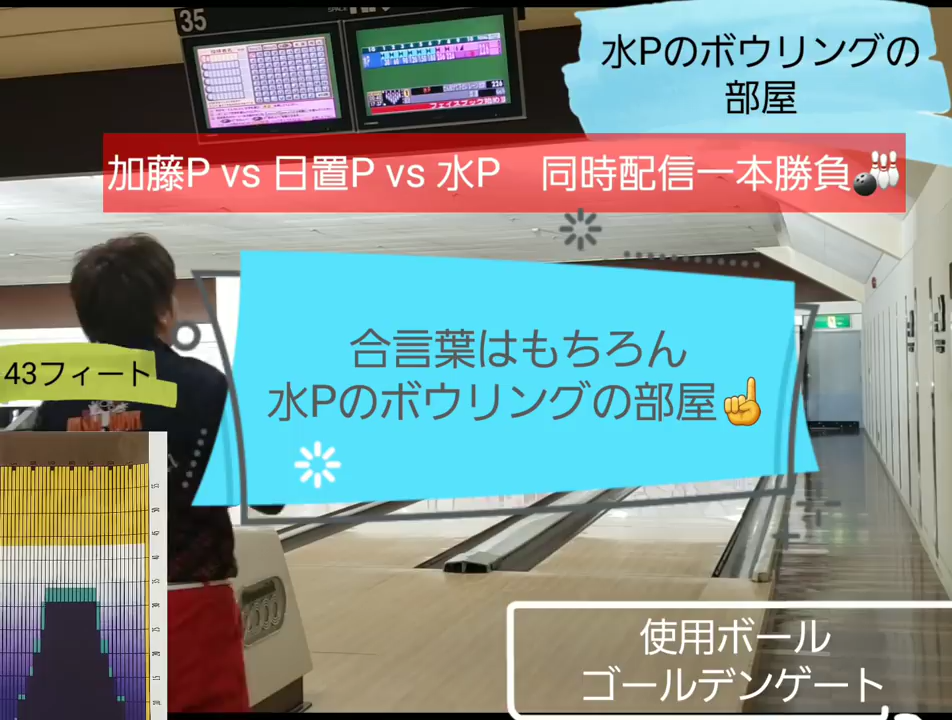 35
水Pのボウリングの
部屋
加藤P vs 日置P vs 水P　同時配信一本勝負🎳
合言葉はもちろん
水Pのボウリングの部屋☝
43フィート
使用ボール
ゴールデンゲート